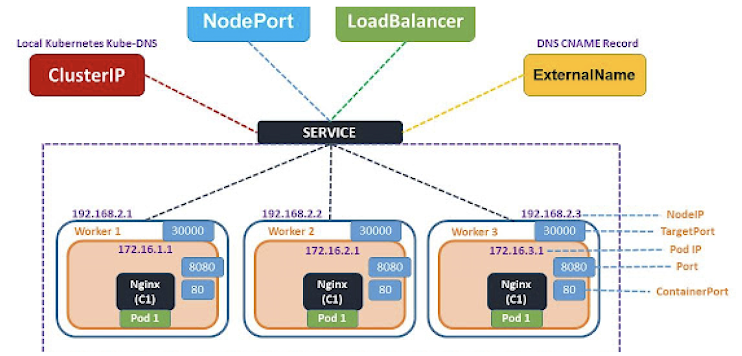 NodePort
LoadBalancer
Local Kubernetes Kube-DNS
DNS CNAME Record
ClusterIP
ExternalName
SERVICE
192.168.2.1
192.168.2.2
192.168.2.3
NodeIP
Worker 1
30000
Worker 2
30000
Worker 3
30000
TargetPort
172.16.1.1
172.16.2.1
172.16.3.1
Pod IP
8080
8080
8080
Port
Nginx
(C1)
80
Nginx
(C1)
80
Nginx
(C1)
80
ContainerPort
Pod 1
Pod 1
Pod 1